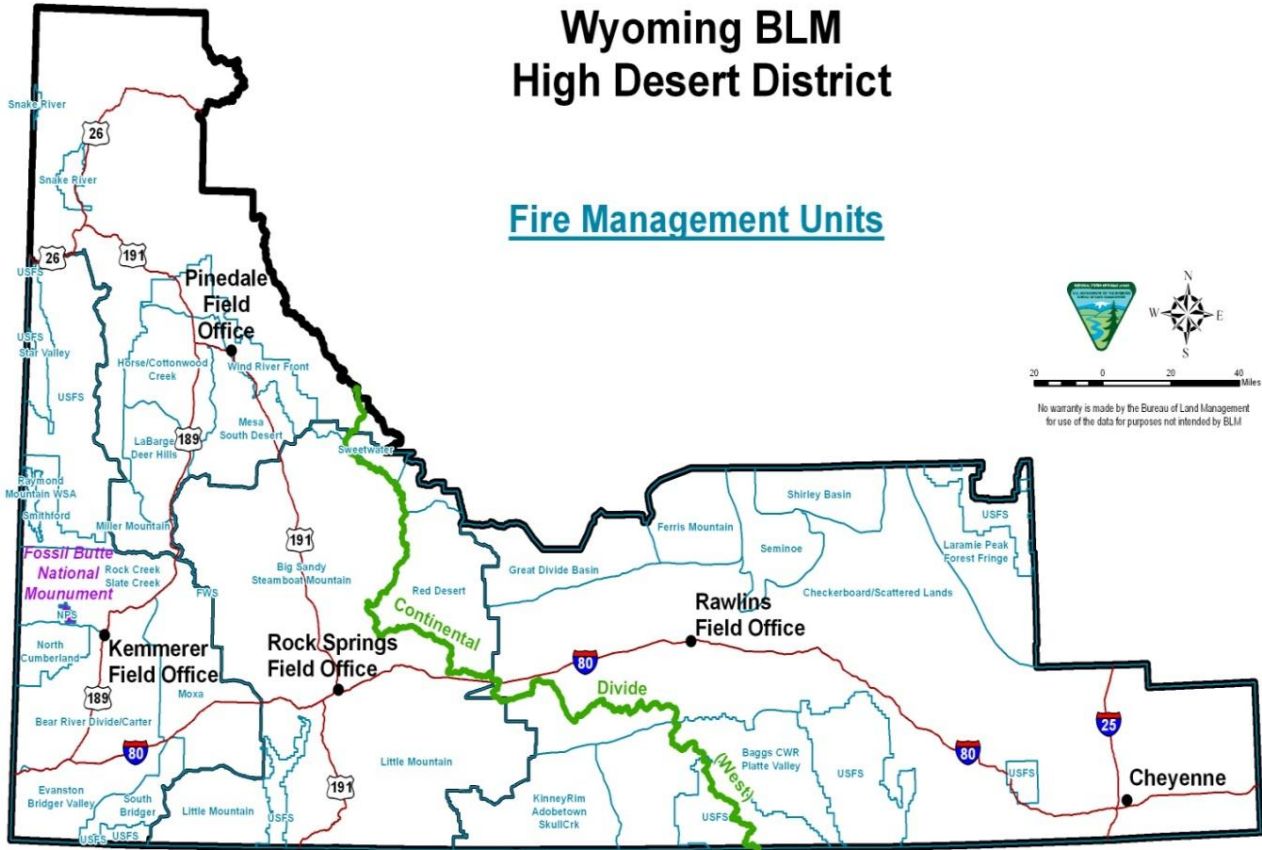 Wyoming BLM
High Desert District
Fire Management Units
Snake River
26
Snake River
26
191
USFS
Pinedale
Field
Office
N
W
E
S
20
0
20
40
Miles
No warranty is made by the Bureau of Land Management
for use of the data for purposes not intended by BLM
USFS
Star Valley
USFS
Horse/Cottonwood
Creek
Wind River Front
LaBarge
Deer Hills
189
Mesa
South Desert
Sweetwater
Raymond
Mountain WSA
Smithford
Miller Mountain
191
Fossil Butte
National
Mounument
NPS
Rock Creek
Slate Creek
FWS
Big Sandy
Steamboat Mountain
Red Desert
Great Divide Basin
Ferris Mountain
Seminoe
Shirley Basin
USFS
Laramie Peak
Forest Fringe
Checkerboard/Scattered Lands
Continental
Divide
(West)
North
Cumberland
Kemmerer
Field Office
Rock Springs
Field Office
80
Rawlins
Field Office
189
Moxa
Bear River Divide/Carter
80
Evanston
Bridger Valley
South
Bridger
USFS
USFS
Little Mountain
USFS
191
Little Mountain
KinneyRim
Adobetown
SkullCrk
USFS
Baggs CWR
Platte Valley
USFS
80
USFS
25
Cheyenne